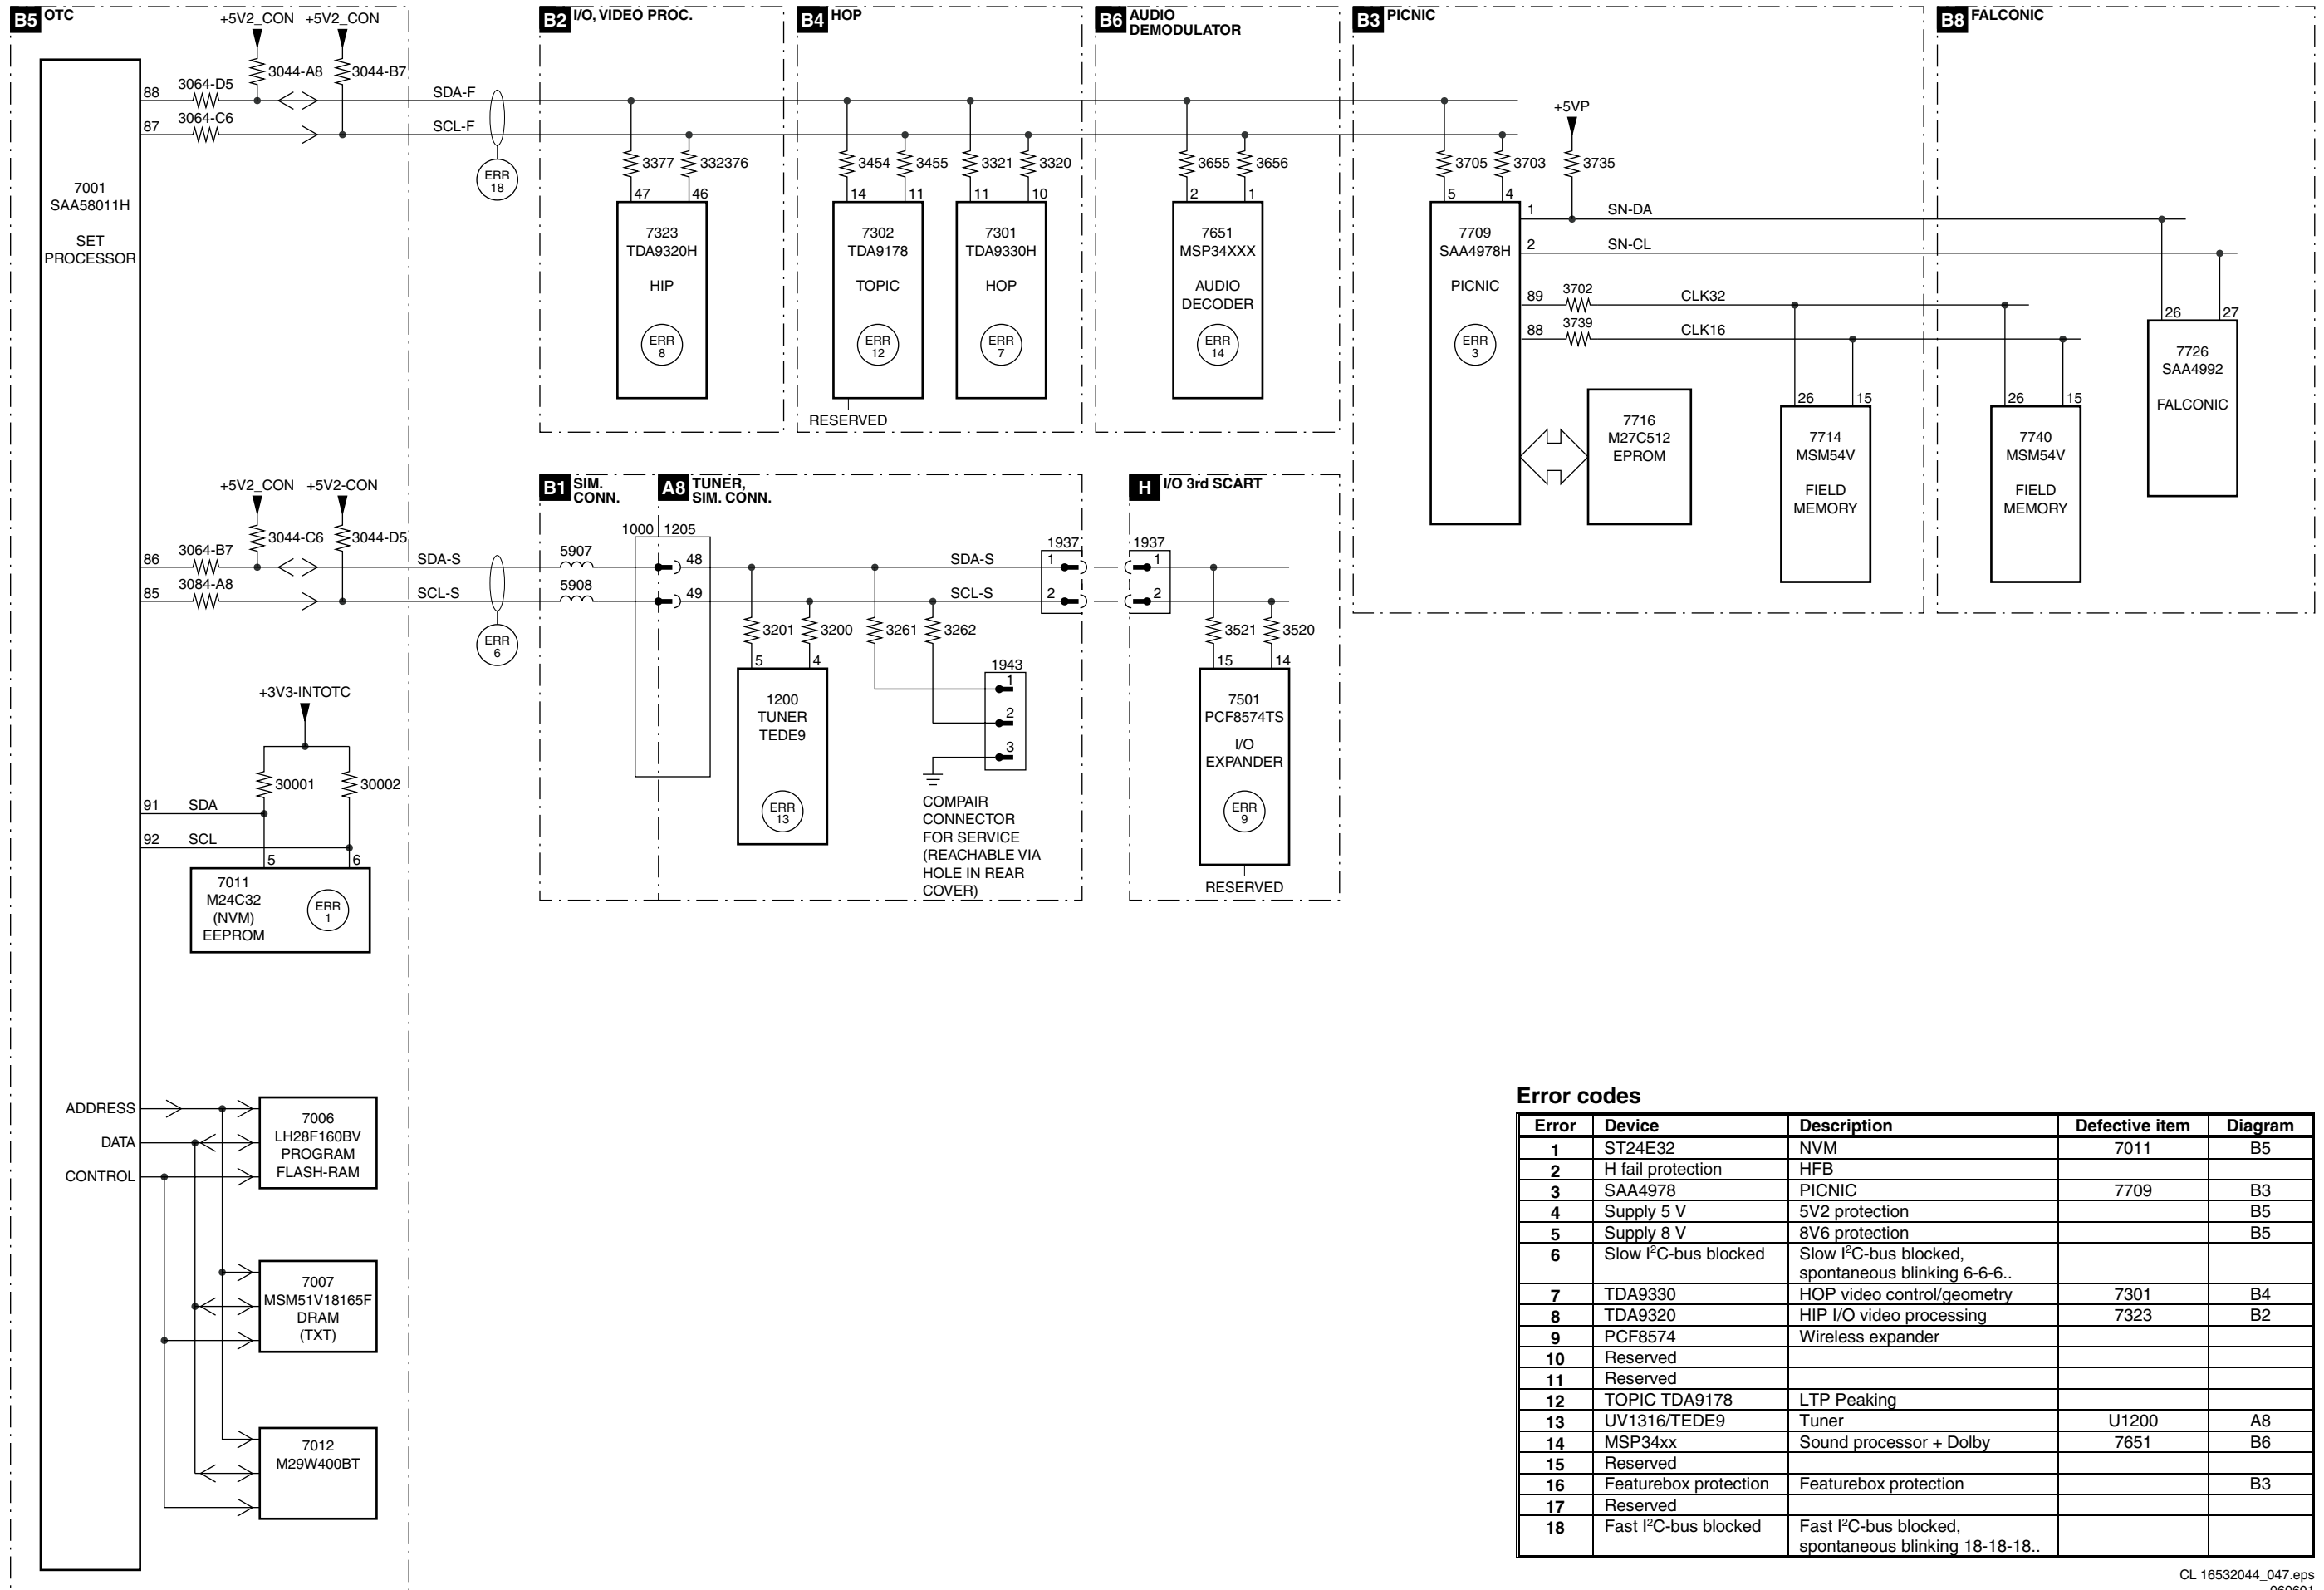 B5 OTC
+5V2_CON +5V2_CON
3044-A8 3044-B7
88 3064-D5 SDA-F
87 3064-C6 SCL-F
ERR 18
7001
SAA58011H
SET
PROCESSOR
B2 I/O, VIDEO PROC.
3377 332376
47 46
7323
TDA9320H
HIP
ERR 8
B4 HOP
3454 3455 3321 3320
14 11 11 10
7302
TDA9178
TOPIC
ERR 12
RESERVED
7301
TDA9330H
HOP
ERR 7
B6 AUDIO
DEMODULATOR
3655 3656
2 1
7651
MSP34XXX
AUDIO
DECODER
ERR 14
B3 PICNIC
+5VP
3705 3703 3735
5 4
7709
SAA4978H
PICNIC
ERR 3
1 SN-DA
2 SN-CL
89 3702 CLK32
88 3739 CLK16
7716
M27C512
EPROM
26 15
7714
MSM54V
FIELD
MEMORY
B8 FALCONIC
26 15
7740
MSM54V
FIELD
MEMORY
26 27
7726
SAA4992
FALCONIC
+5V2_CON +5V2-CON
3044-C6 3044-D5
86 3064-B7 SDA-S
85 3084-A8 SCL-S
ERR 6
B1 SIM.
CONN.
5907
5908
A8 TUNER,
SIM. CONN.
1000 1205
48
49
SDA-S
SCL-S
3201 3200 3261 3262
5 4
1200
TUNER
TEDE9
ERR 13
1943
1
2
3
COMPAIR
CONNECTOR
FOR SERVICE
(REACHABLE VIA
HOLE IN REAR
COVER)
1937
1
2
H I/O 3rd SCART
1937
1
2
3521 3520
15 14
7501
PCF8574TS
I/O
EXPANDER
ERR 9
RESERVED
+3V3-INTOTC
30001 30002
91 SDA
92 SCL
5 6
7011
M24C32
(NVM)
EEPROM
ERR 1
ADDRESS
DATA
CONTROL
7006
LH28F160BV
PROGRAM
FLASH-RAM
7007
MSM51V18165F
DRAM
(TXT)
7012
M29W400BT
Error codes
Error Device Description Defective item Diagram
1 ST24E32 NVM 7011 B5
2 H fail protection HFB
3 SAA4978 PICNIC 7709 B3
4 Supply 5 V 5V2 protection B5
5 Supply 8 V 8V6 protection B5
6 Slow I²C-bus blocked Slow I²C-bus blocked,
spontaneous blinking 6-6-6..
7 TDA9330 HOP video control/geometry 7301 B4
8 TDA9320 HIP I/O video processing 7323 B2
9 PCF8574 Wireless expander
10 Reserved
11 Reserved
12 TOPIC TDA9178 LTP Peaking
13 UV1316/TEDE9 Tuner U1200 A8
14 MSP34xx Sound processor + Dolby 7651 B6
15 Reserved
16 Featurebox protection Featurebox protection B3
17 Reserved
18 Fast I²C-bus blocked Fast I²C-bus blocked,
spontaneous blinking 18-18-18..
CL 16532044_047.eps